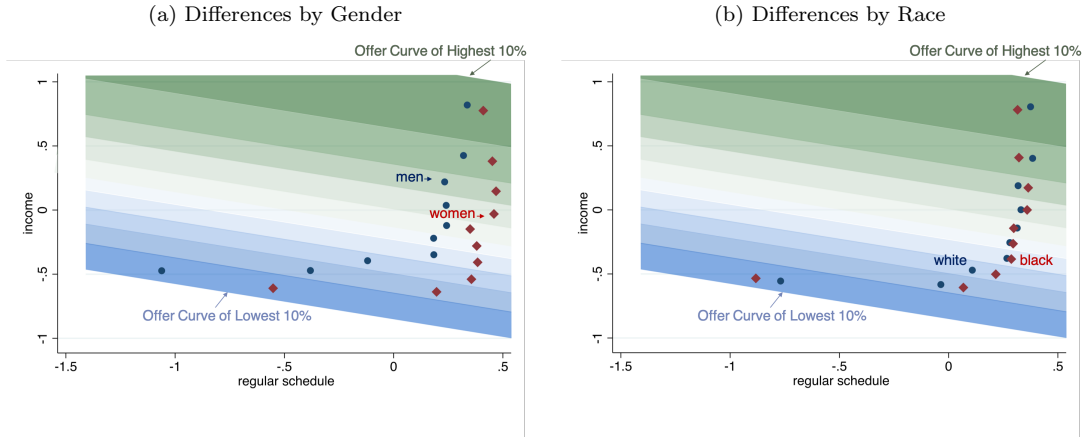 (a) Differences by Gender
Offer Curve of Highest 10%
1
.5
0
-.5
-1
income
men
women
Offer Curve of Lowest 10%
-1.5
-1
-.5
0
.5
regular schedule
(b) Differences by Race
Offer Curve of Highest 10%
1
.5
0
-.5
-1
income
white
black
Offer Curve of Lowest 10%
-1.5
-1
-.5
0
.5
regular schedule